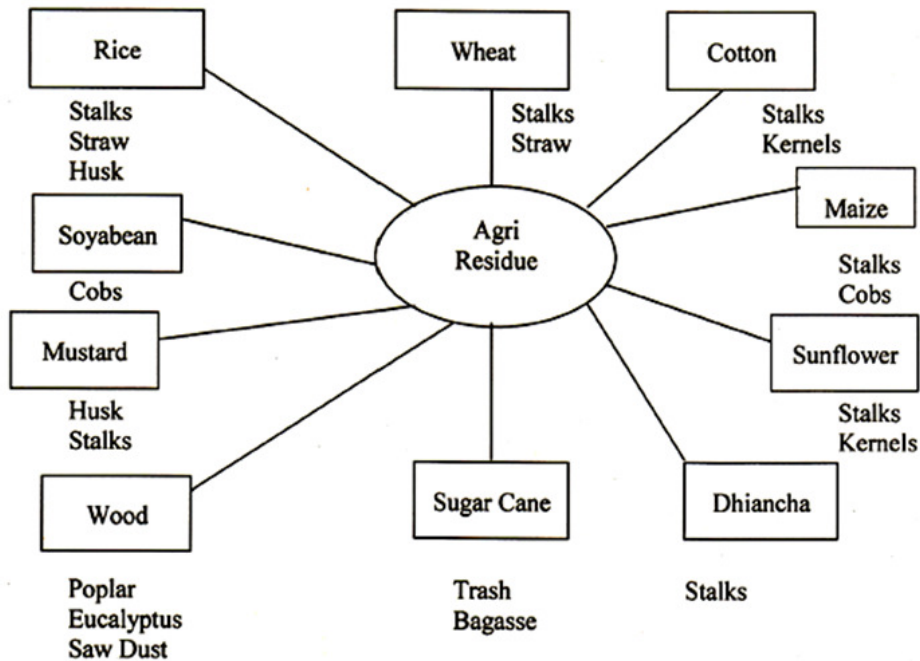 Rice
Stalks
Straw
Husk
Wheat
Stalks
Straw
Cotton
Stalks
Kernels
Soyabean
Cobs
Agri
Residue
Maize
Stalks
Cobs
Mustard
Husk
Stalks
Sunflower
Stalks
Kernels
Wood
Poplar
Eucalyptus
Saw Dust
Sugar Cane
Trash
Bagasse
Dhiancha
Stalks